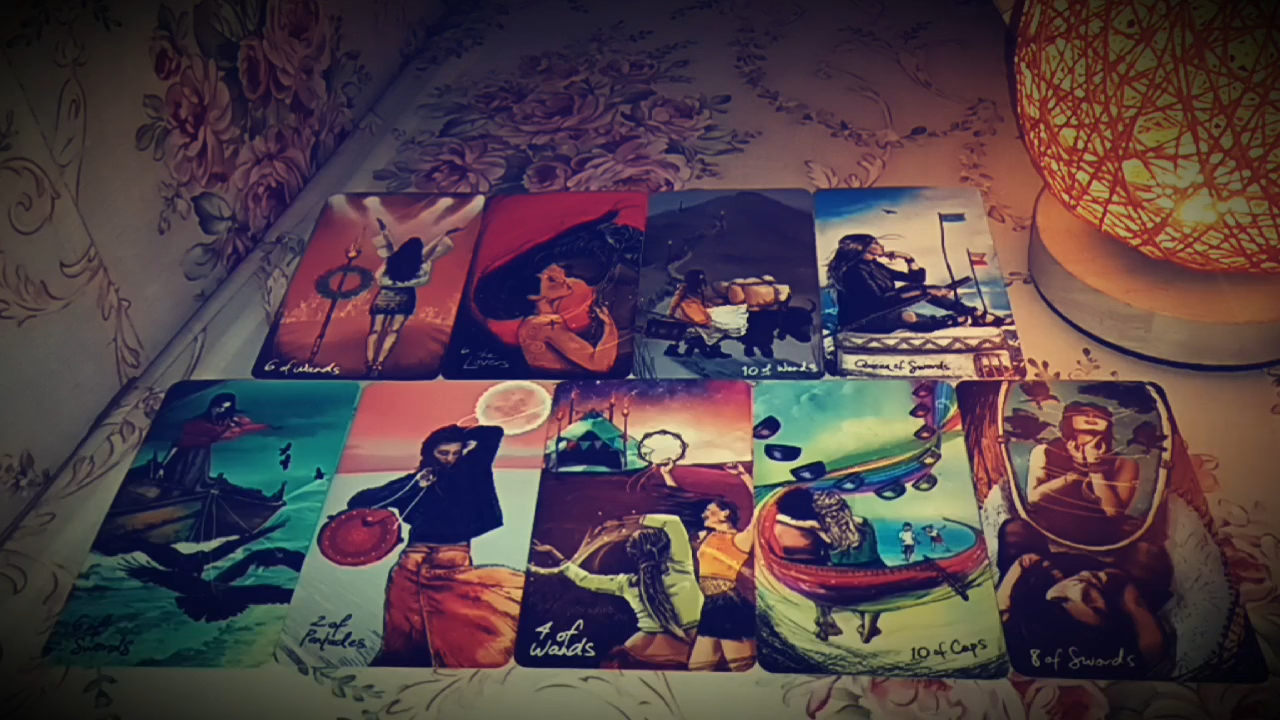 6 of Wands
The Lovers
10 of Wands
Queen of Swords
6 of
Swords
2 of
Pentacles
4 of
Wands
10 of Cups
8 of Swords